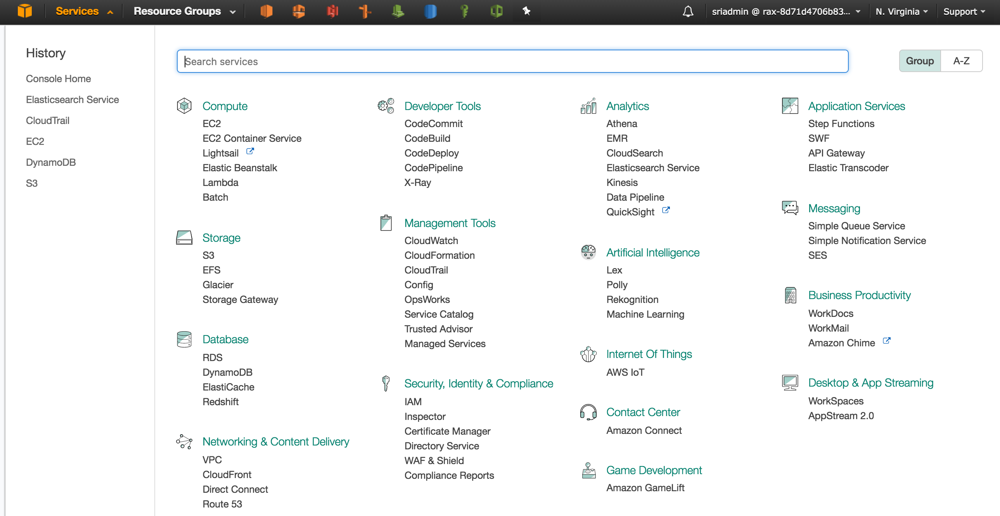 Services
Resource Groups
sriadmin @ rax-8d71d4706b83...
N. Virginia
Support
History
Console Home
Elasticsearch Service
CloudTrail
EC2
DynamoDB
S3
Search services
Group
A-Z
Compute
EC2
EC2 Container Service
Lightsail
Elastic Beanstalk
Lambda
Batch
Storage
S3
EFS
Glacier
Storage Gateway
Database
RDS
DynamoDB
ElastiCache
Redshift
Networking & Content Delivery
VPC
CloudFront
Direct Connect
Route 53
Developer Tools
CodeCommit
CodeBuild
CodeDeploy
CodePipeline
X-Ray
Management Tools
CloudWatch
CloudFormation
CloudTrail
Config
OpsWorks
Service Catalog
Trusted Advisor
Managed Services
Security, Identity & Compliance
IAM
Inspector
Certificate Manager
Directory Service
WAF & Shield
Compliance Reports
Analytics
Athena
EMR
CloudSearch
Elasticsearch Service
Kinesis
Data Pipeline
QuickSight
Artificial Intelligence
Lex
Polly
Rekognition
Machine Learning
Internet Of Things
AWS IoT
Contact Center
Amazon Connect
Game Development
Amazon GameLift
Application Services
Step Functions
SWF
API Gateway
Elastic Transcoder
Messaging
Simple Queue Service
Simple Notification Service
SES
Business Productivity
WorkDocs
WorkMail
Amazon Chime
Desktop & App Streaming
WorkSpaces
AppStream 2.0